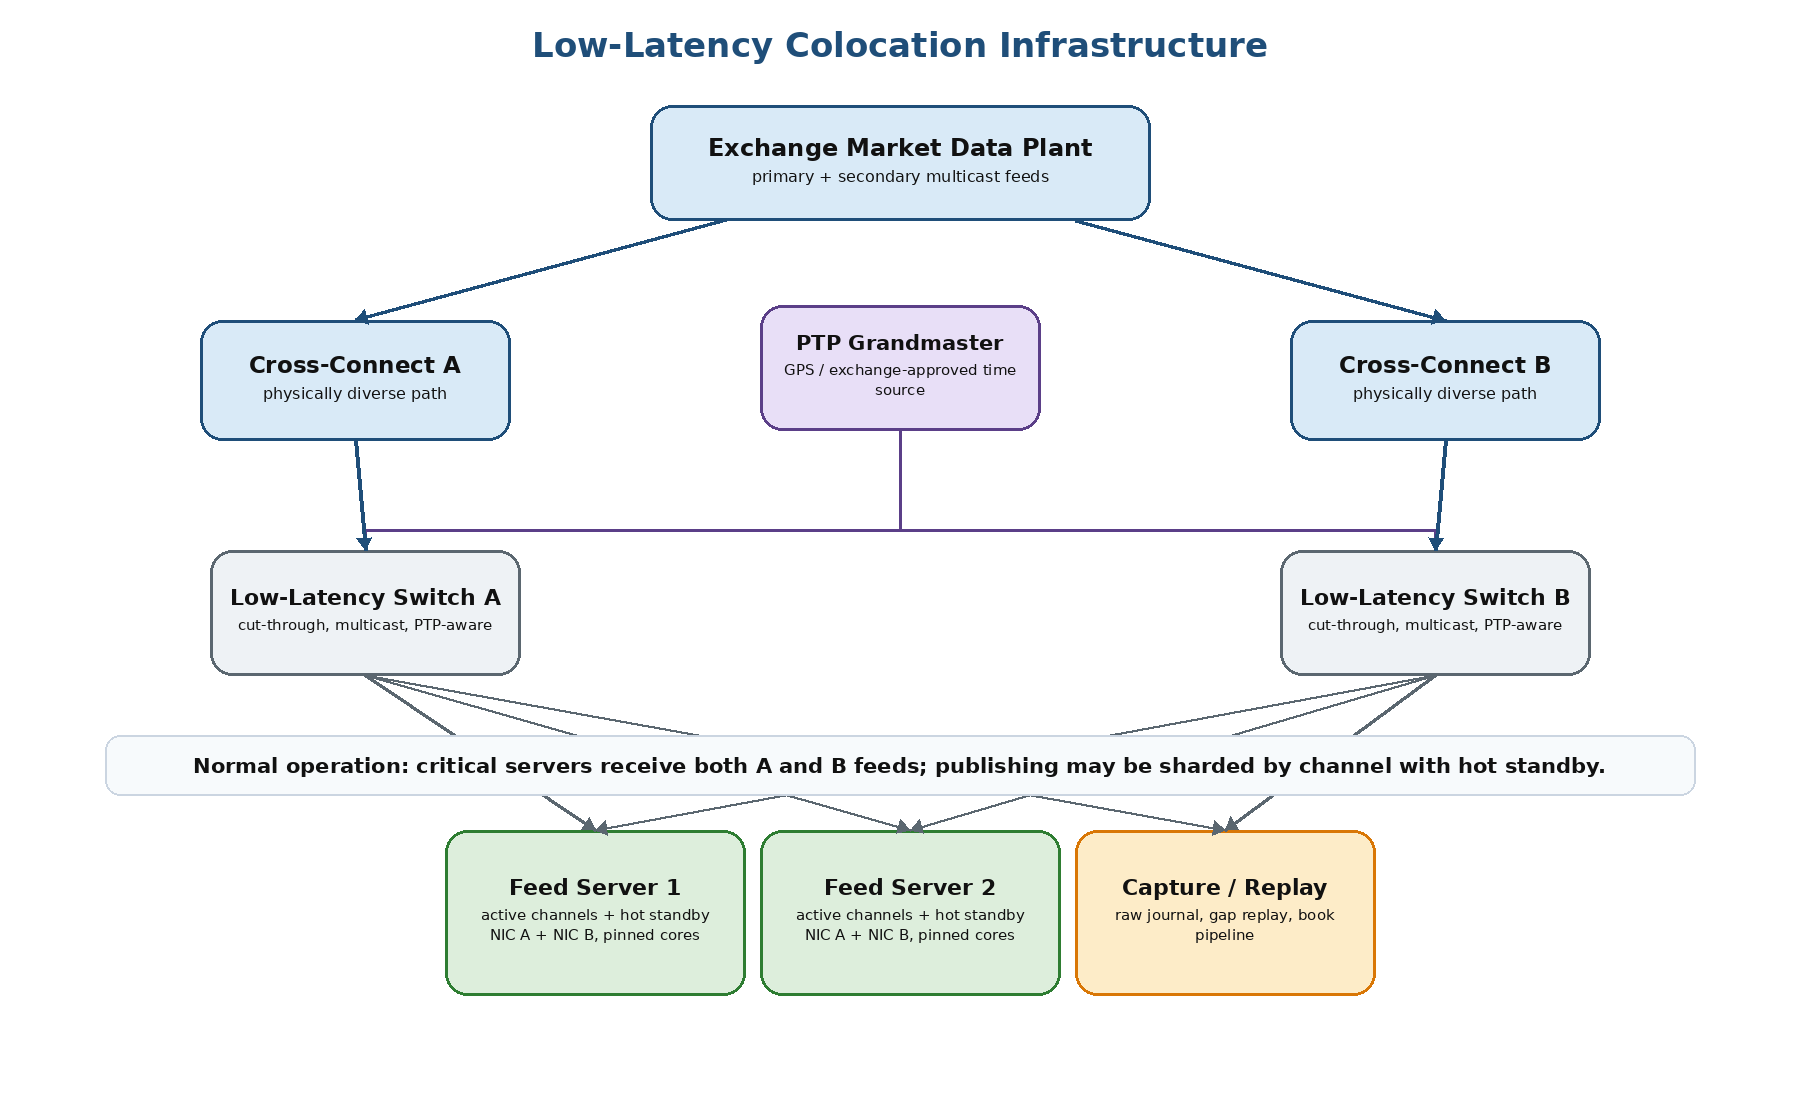 Low-Latency Colocation Infrastructure
Exchange Market Data Plant
primary + secondary multicast feeds
Cross-Connect A
physically diverse path
PTP Grandmaster
GPS / exchange-approved time
source
Cross-Connect B
physically diverse path
Low-Latency Switch A
cut-through, multicast, PTP-aware
Low-Latency Switch B
cut-through, multicast, PTP-aware
Normal operation: critical servers receive both A and B feeds; publishing may be sharded by channel with hot standby.
Feed Server 1
active channels + hot standby
NIC A + NIC B, pinned cores
Feed Server 2
active channels + hot standby
NIC A + NIC B, pinned cores
Capture / Replay
raw journal, gap replay, book
pipeline